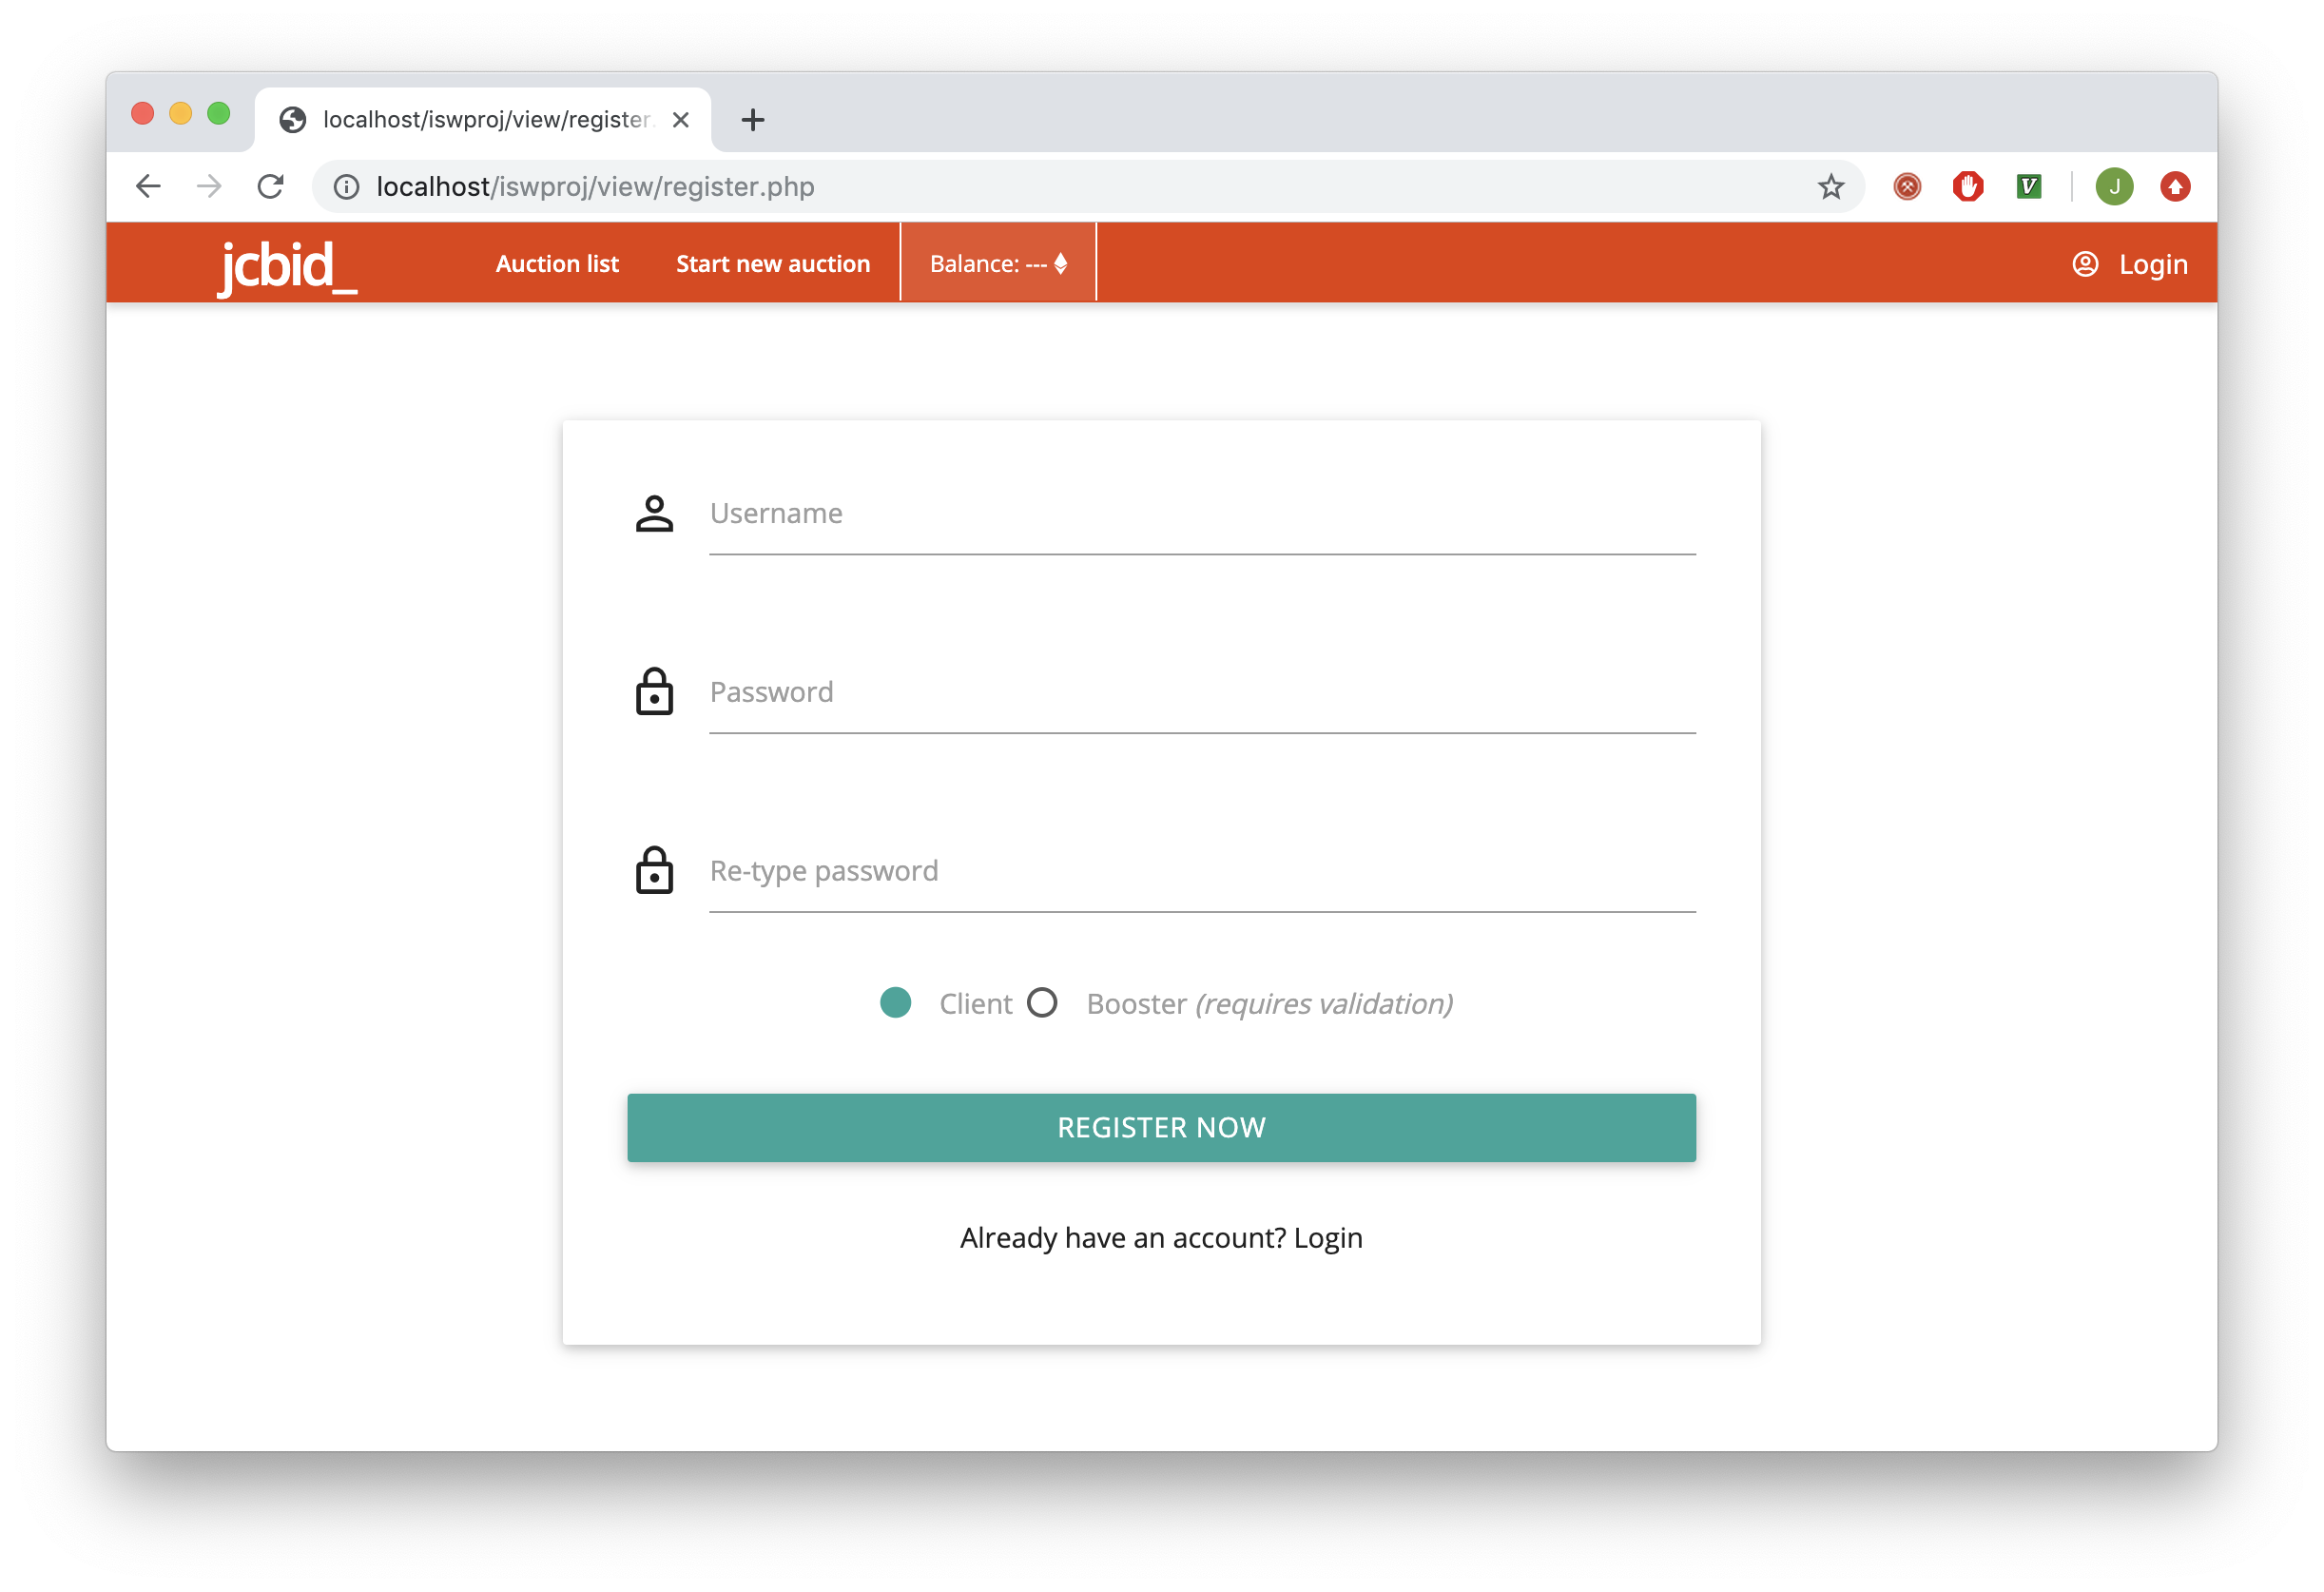 localhost/iswproj/view/register.
localhost/iswproj/view/register.php
J
jcbid_
Auction list
Start new auction
Balance: ---
Login
Username
Password
Re-type password
Client
Booster (requires validation)
REGISTER NOW
Already have an account? Login